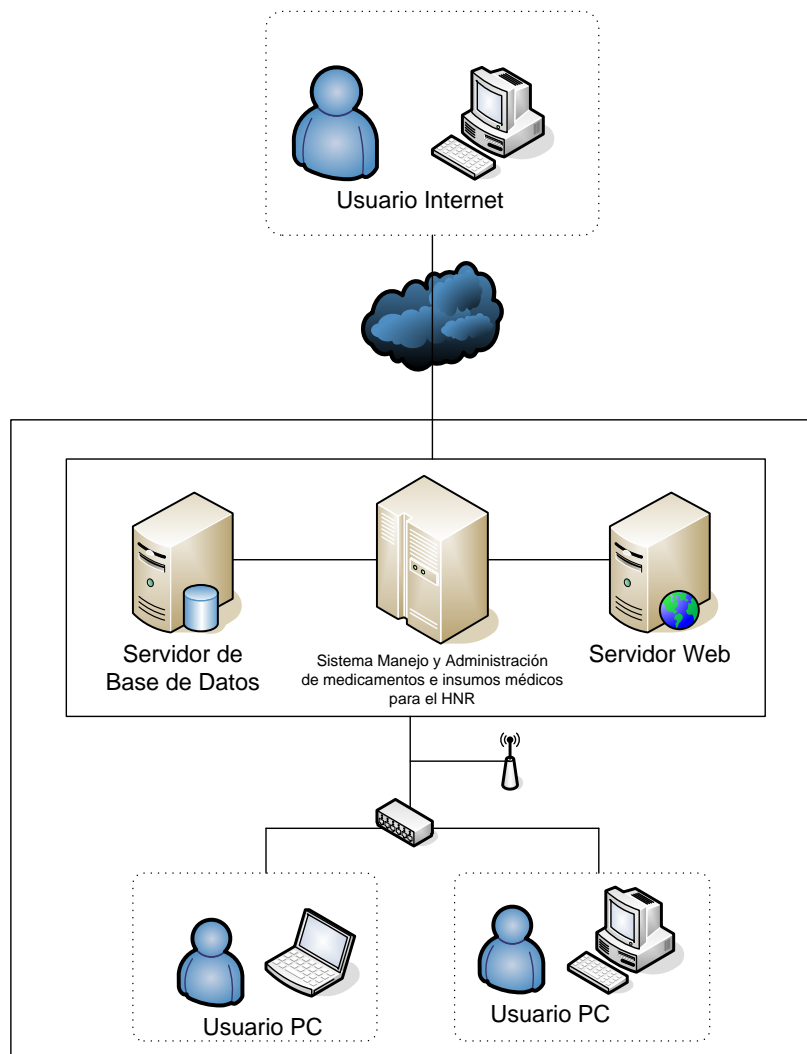 Usuario Internet
Servidor de
Base de Datos
Sistema Manejo y Administración
de medicamentos e insumos médicos
para el HNR
Servidor Web
Usuario PC
Usuario PC